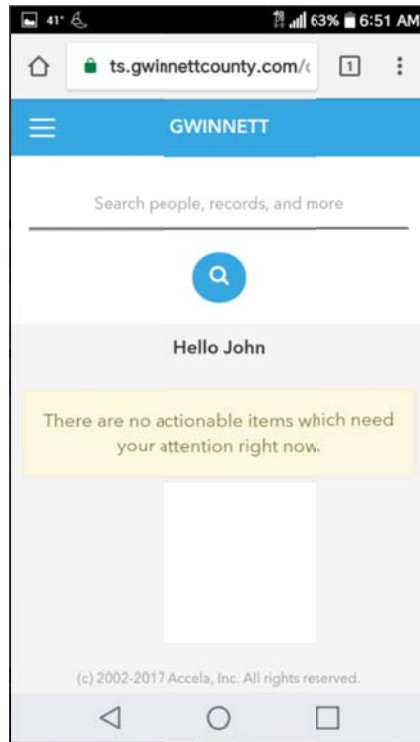 41° 63% 6:51 AM
ts.gwinnettcounty.com/c 1
GWINNETT
Search people, records, and more
Hello John
There are no actionable items which need
your attention right now.
(c) 2002-2017 Accela, Inc. All rights reserved.